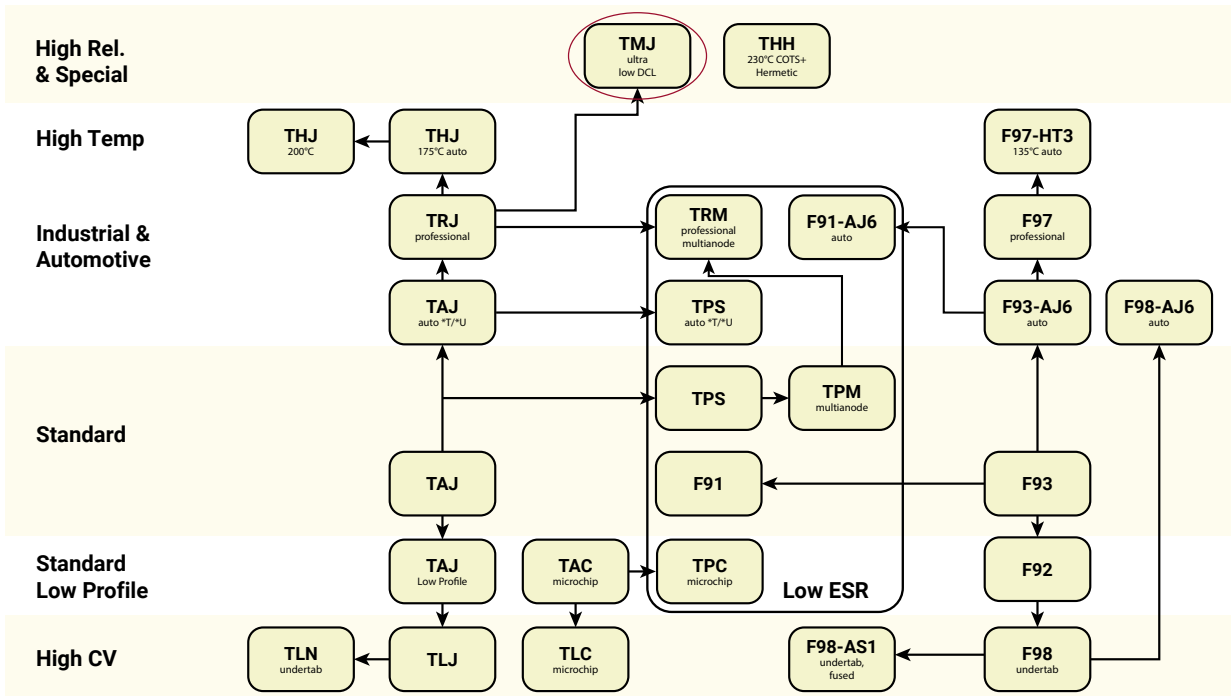 High Rel.
& Special
TMJ
ultra
low DCL
THH
230°C COTS+
Hermetic
High Temp
THJ
200°C
THJ
175°C auto
F97-HT3
135°C auto
Industrial &
Automotive
TRJ
professional
TRM
professional
multianode
F91-AJ6
auto
F97
professional
TAJ
auto *T/*U
TPS
auto *T/*U
F93-AJ6
auto
F98-AJ6
auto
Standard
TPS
TPM
multianode
TAJ
F91
F93
Standard
Low Profile
TAJ
Low Profile
TAC
microchip
TPC
microchip
Low ESR
F92
High CV
TLN
undertab
TLJ
TLC
microchip
F98-AS1
undertab,
fused
F98
undertab